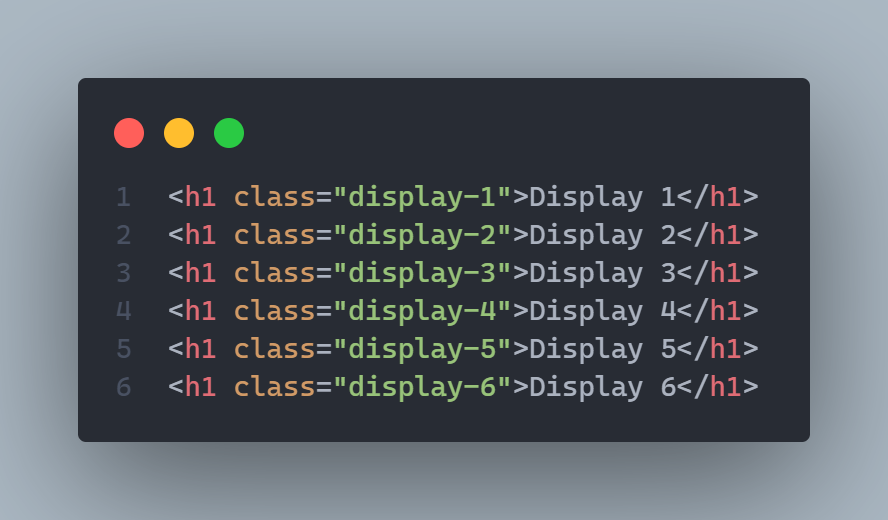 1 <h1 class="display-1">Display 1</h1>
2 <h1 class="display-2">Display 2</h1>
3 <h1 class="display-3">Display 3</h1>
4 <h1 class="display-4">Display 4</h1>
5 <h1 class="display-5">Display 5</h1>
6 <h1 class="display-6">Display 6</h1>